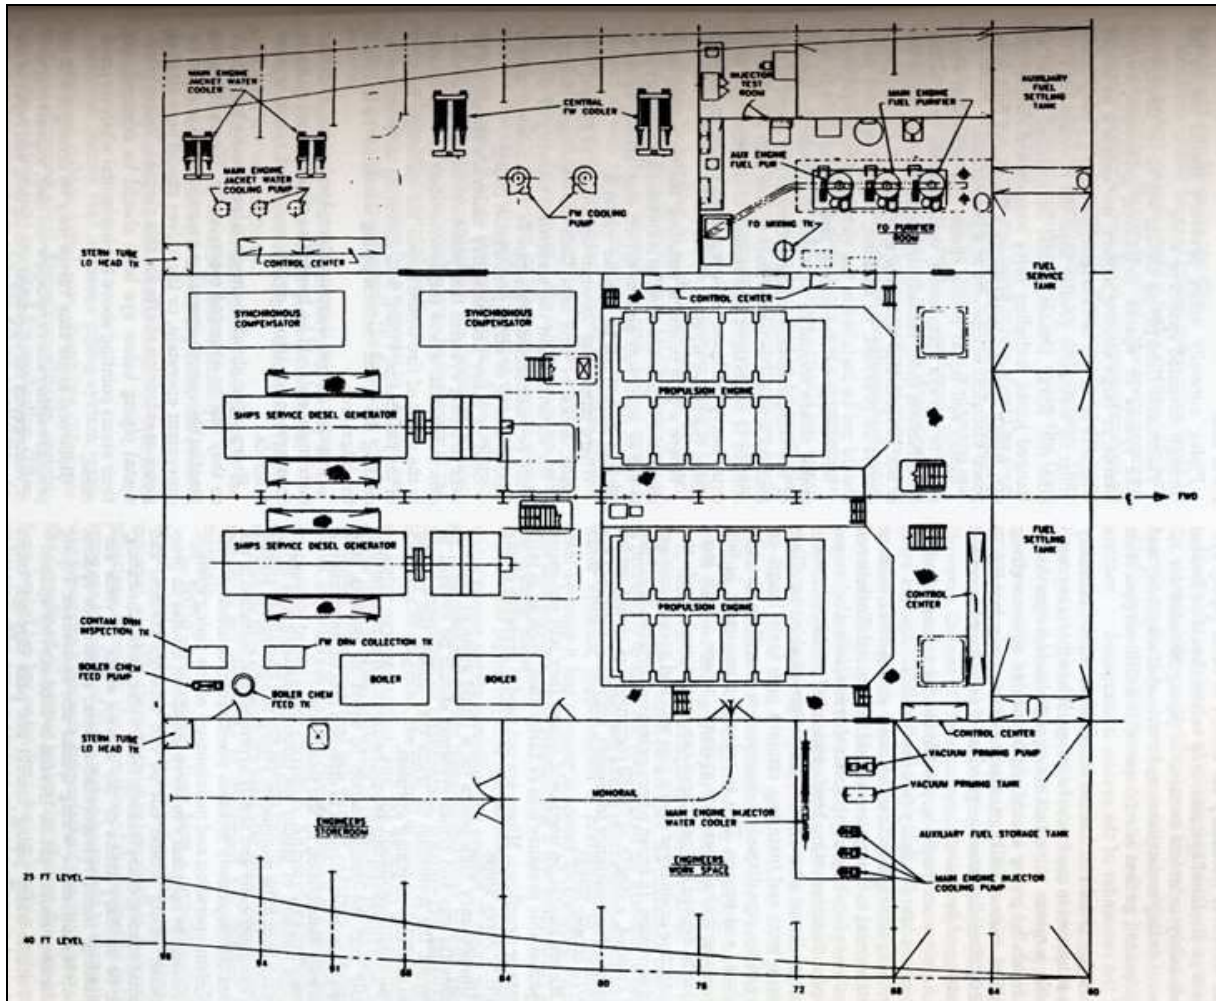 MAIN ENGINE
JACKET WATER
COOLER
CENTRAL
FW COOLER
INJECTOR
TEST
ROOM
MAIN ENGINE
FUEL PURIFIER
AUXILIARY
FUEL
SETTLING
TANK
MAIN ENGINE
JACKET WATER
COOLING PUMP
AUX ENGINE
FUEL PUR
FW COOLING
PUMP
FO MIXING TK
FO PURIFIER
ROOM
STERM TUBE
LO HEAD TK
CONTROL CENTER
FUEL
SERVICE
TANK
CONTROL CENTER
SYNCHRONOUS
COMPENSATOR
SYNCHRONOUS
COMPENSATOR
PROPULSION ENGINE
SHIPS SERVICE DIESEL GENERATOR
FWD
SHIPS SERVICE DIESEL GENERATOR
FUEL
SETTLING
TANK
CONTROL
CENTER
PROPULSION ENGINE
CONTAM DRN
INSPECTION TK
FW DRN COLLECTION TK
BOILER CHEM
FEED PUMP
BOILER
BOILER
BOILER CHEM
FEED TK
STERM TUBE
LO HEAD TK
CONTROL CENTER
VACUUM PRIMING PUMP
VACUUM PRIMING TANK
MONORAIL
MAIN ENGINE INJECTOR
WATER COOLER
ENGINEERS
STOREROOM
AUXILIARY FUEL STORAGE TANK
ENGINEERS
WORK SPACE
MAIN ENGINE INJECTOR
COOLING PUMP
25 FT LEVEL
40 FT LEVEL
98 94 91 88 84 80 76 72 68 64 60